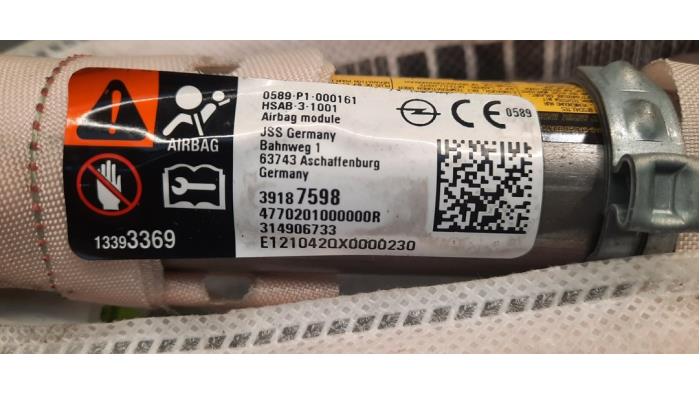 0589·P1·000161
HSAB·3·1001
Airbag module
JSS Germany
Bahnweg 1
63743 Aschaffenburg
Germany
CE 0589
AIRBAG
39187598
4770201000000R
314906733
E121042QX0000230
13393369